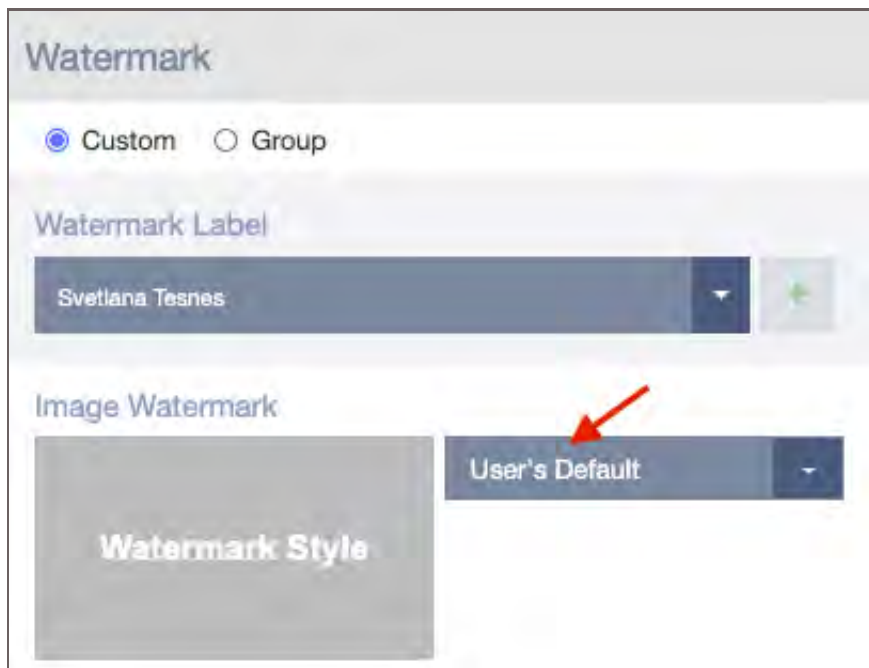 Watermark
Custom Group
Watermark Label
Svetlana Tesnes
Image Watermark
User's Default
Watermark Style